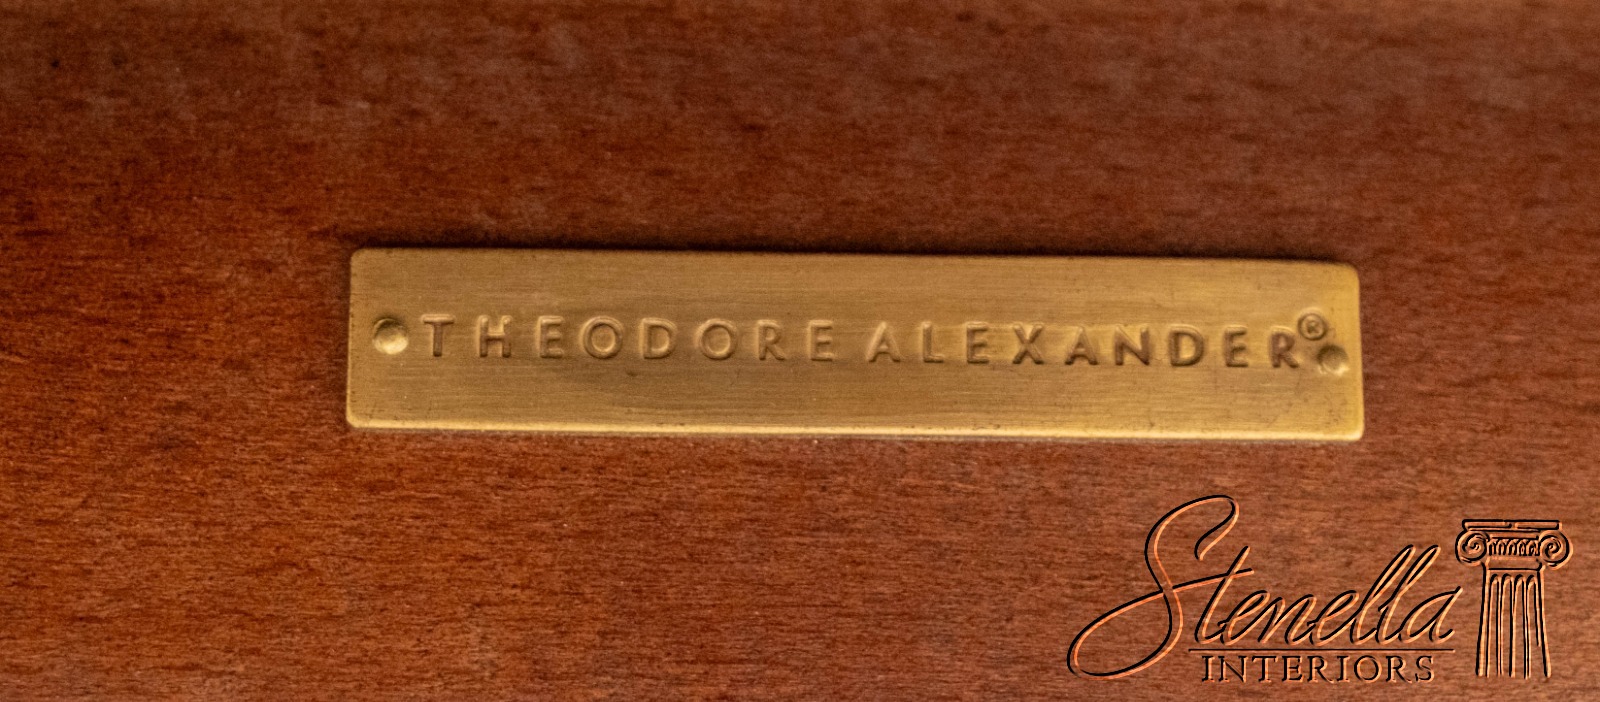 THEODORE ALEXANDER®
Stenella
INTERIORS